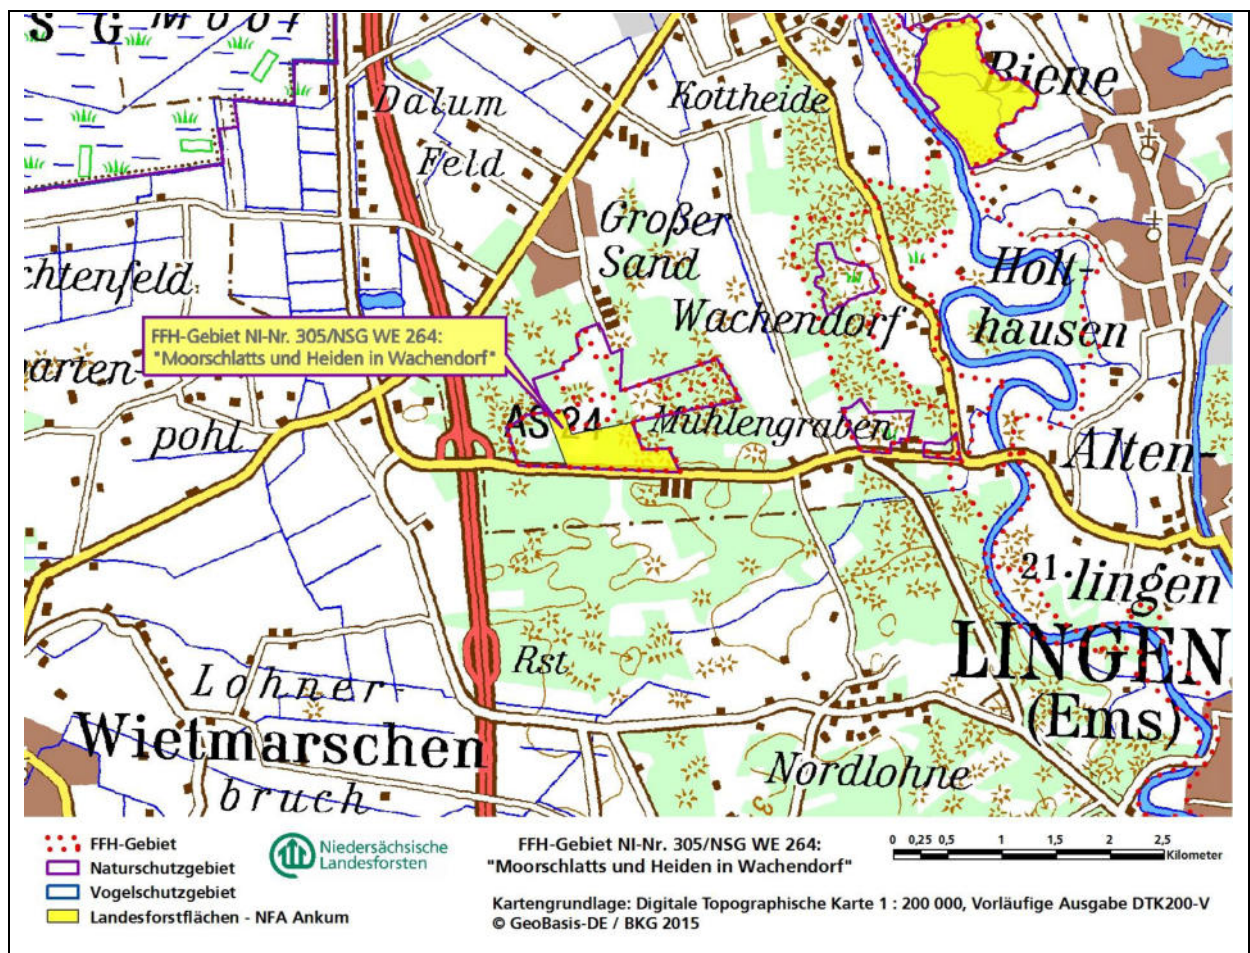 S G Moor
Biene
Dalum
Feld
Kottheide
Großer
Sand
Wachendorf
Holt-
hausen
chtenfeld
FFH-Gebiet NI-Nr. 305/NSG WE 264:
"Moorschlatts und Heiden in Wachendorf"
arten-
pohl
AS 24
Mühlengraben
Alten-
lingen
21.
LINGEN
(Ems)
Rst
Lohner-
Wietmarschen
bruch
Nordlohne
FFH-Gebiet
Naturschutzgebiet
Vogelschutzgebiet
Landesforstflächen - NFA Ankum
Niedersächsische
Landesforsten
FFH-Gebiet NI-Nr. 305/NSG WE 264:
"Moorschlatts und Heiden in Wachendorf"
0 0,25 0,5 1 1,5 2 2,5
Kilometer
Kartengrundlage: Digitale Topographische Karte 1 : 200 000, Vorläufige Ausgabe DTK200-V
© GeoBasis-DE / BKG 2015